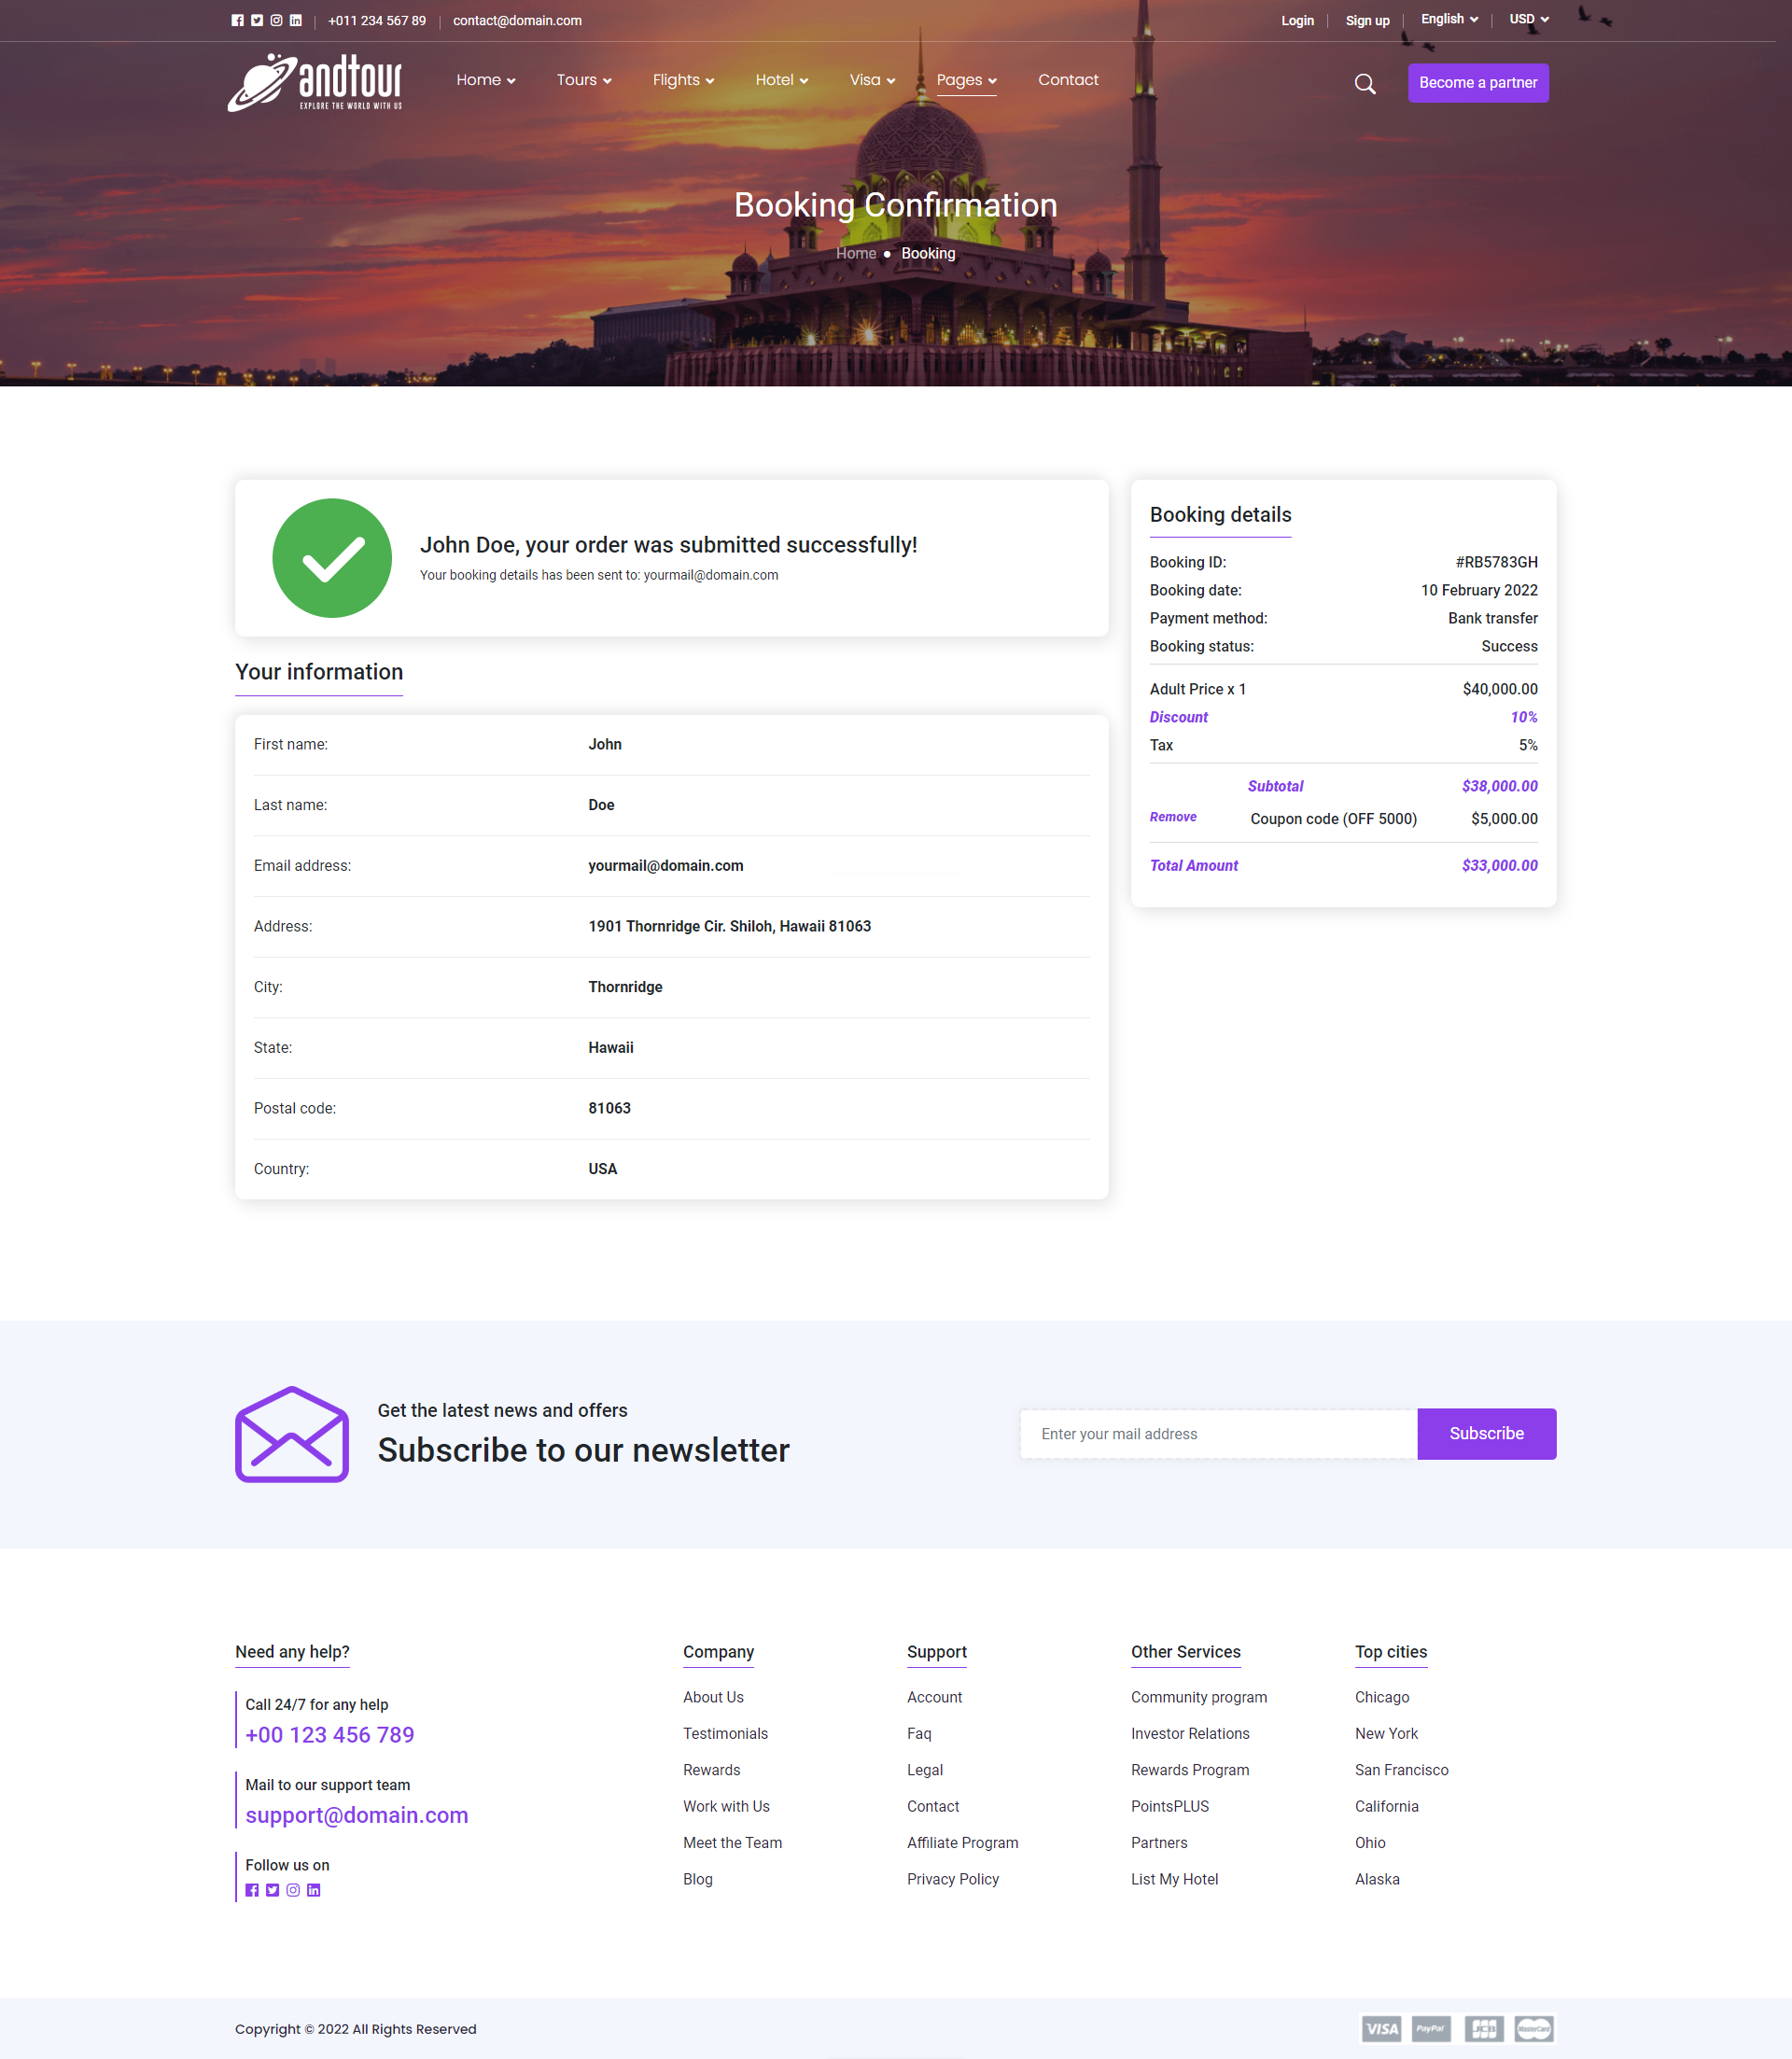 +011 234 567 89
contact@domain.com
Login
Sign up
English
USD
andtour
EXPLORE THE WORLD WITH US
Home
Tours
Flights
Hotel
Visa
Pages
Contact
Become a partner
Booking Confirmation
Home
Booking
John Doe, your order was submitted successfully!
Your booking details has been sent to: yourmail@domain.com
Your information
First name: John
Last name: Doe
Email address: yourmail@domain.com
Address: 1901 Thornridge Cir. Shiloh, Hawaii 81063
City: Thornridge
State: Hawaii
Postal code: 81063
Country: USA
Booking details
Booking ID: #RB5783GH
Booking date: 10 February 2022
Payment method: Bank transfer
Booking status: Success
Adult Price x 1 $40,000.00
Discount 10%
Tax 5%
Subtotal $38,000.00
Remove Coupon code (OFF 5000) $5,000.00
Total Amount $33,000.00
Get the latest news and offers
Subscribe to our newsletter
Enter your mail address
Subscribe
Need any help?
Call 24/7 for any help
+00 123 456 789
Mail to our support team
support@domain.com
Follow us on
Company
About Us
Testimonials
Rewards
Work with Us
Meet the Team
Blog
Support
Account
Faq
Legal
Contact
Affiliate Program
Privacy Policy
Other Services
Community program
Investor Relations
Rewards Program
PointsPLUS
Partners
List My Hotel
Top cities
Chicago
New York
San Francisco
California
Ohio
Alaska
Copyright © 2022 All Rights Reserved
VISA
PayPal
JCB
MasterCard